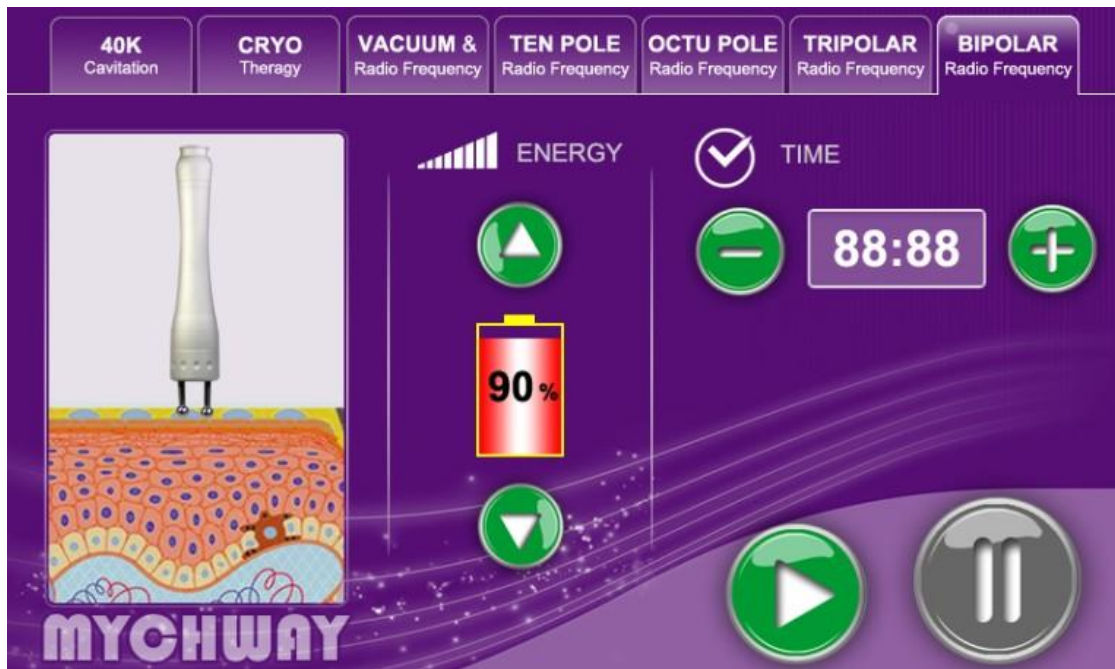 40K
Cavitation
CRYO
Theragy
VACUUM &
Radio Frequency
TEN POLE
Radio Frequency
OCTU POLE
Radio Frequency
TRIPOLAR
Radio Frequency
BIPOLAR
Radio Frequency
ENERGY
TIME
88:88
90 %
MYCHWAY